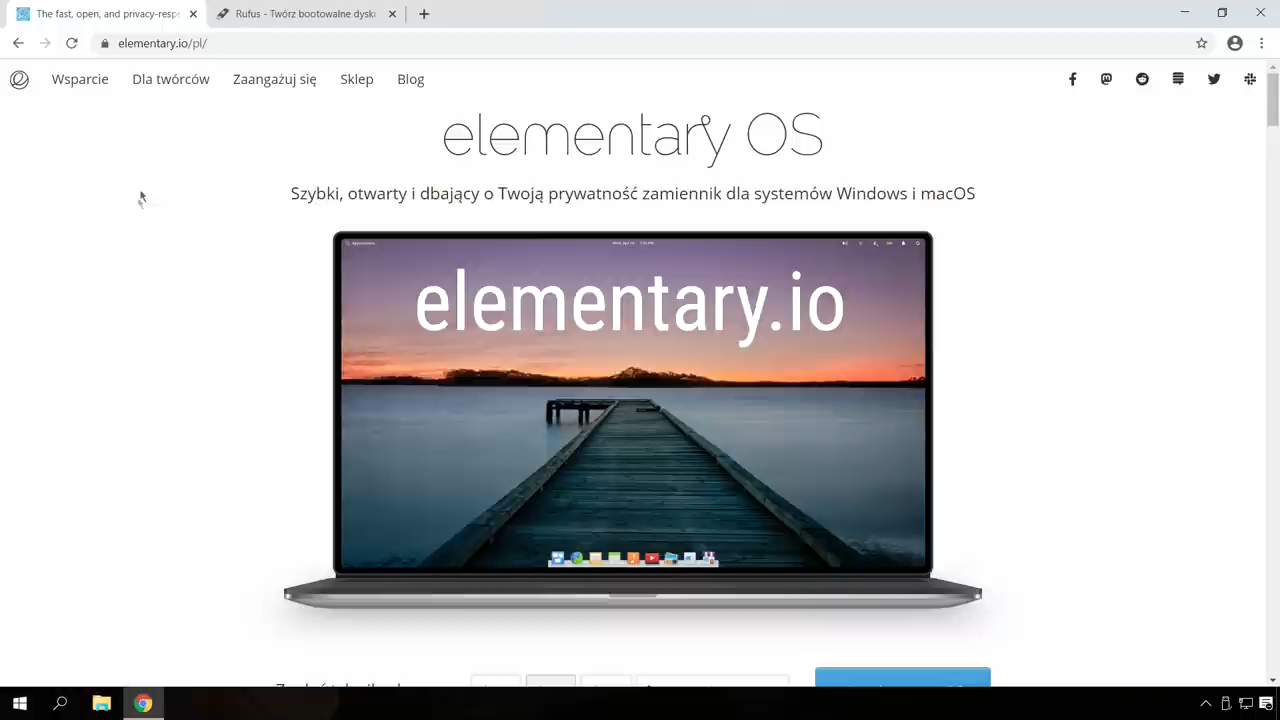 The fast, open, and privacy-resp
Rufus - Twórz bootowalne dysk
elementary.io/pl/
Wsparcie
Dla twórców
Zaangażuj się
Sklep
Blog
elementary OS
Szybki, otwarty i dbający o Twoją prywatność zamiennik dla systemów Windows i macOS
elementary.io